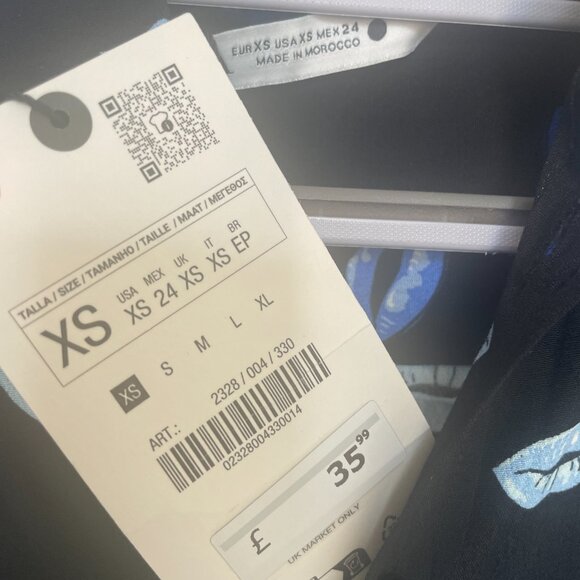 EUR XS USA XS MEX 24
MADE IN MOROCCO
TALLA / SIZE / TAMANHO / TAILLE / MAAT / ΜΕΓΕΘΟΣ
XS
USA MEX UK IT BR
XS 24 XS XS EP
XS S M L XL
ART.: 2328 / 004 / 330
02328004330014
£ 35.99
UK MARKET ONLY